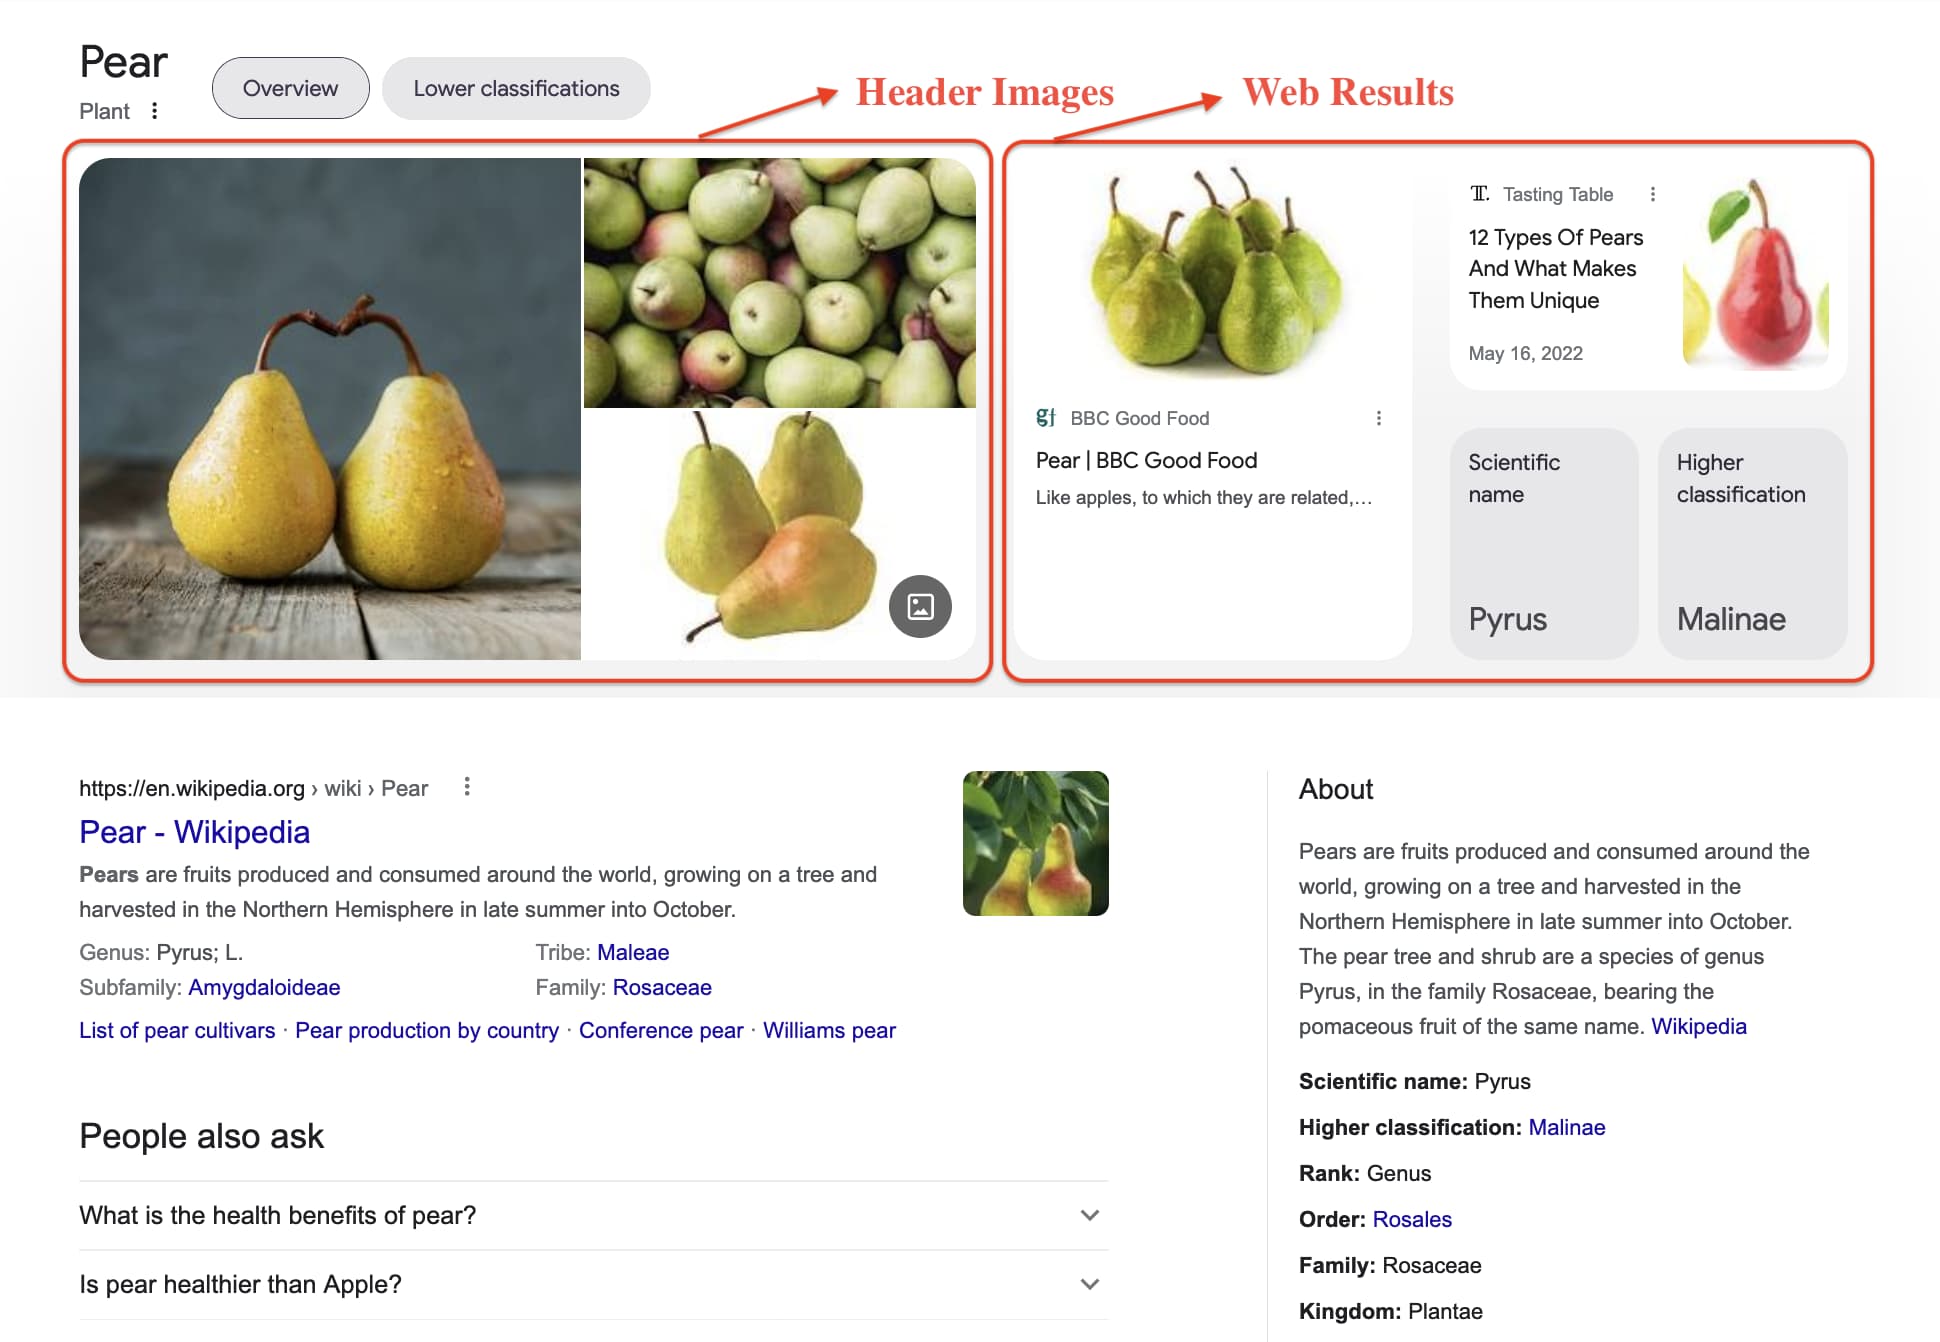 Pear
Plant
Overview
Lower classifications
Header Images
Web Results
BBC Good Food
Pear | BBC Good Food
Like apples, to which they are related,…
Tasting Table
12 Types Of Pears
And What Makes
Them Unique
May 16, 2022
Scientific
name
Pyrus
Higher
classification
Malinae
https://en.wikipedia.org › wiki › Pear
Pear - Wikipedia
Pears are fruits produced and consumed around the world, growing on a tree and
harvested in the Northern Hemisphere in late summer into October.
Genus: Pyrus; L.
Tribe: Maleae
Subfamily: Amygdaloideae
Family: Rosaceae
List of pear cultivars · Pear production by country · Conference pear · Williams pear
People also ask
What is the health benefits of pear?
Is pear healthier than Apple?
About
Pears are fruits produced and consumed around the
world, growing on a tree and harvested in the
Northern Hemisphere in late summer into October.
The pear tree and shrub are a species of genus
Pyrus, in the family Rosaceae, bearing the
pomaceous fruit of the same name. Wikipedia
Scientific name: Pyrus
Higher classification: Malinae
Rank: Genus
Order: Rosales
Family: Rosaceae
Kingdom: Plantae